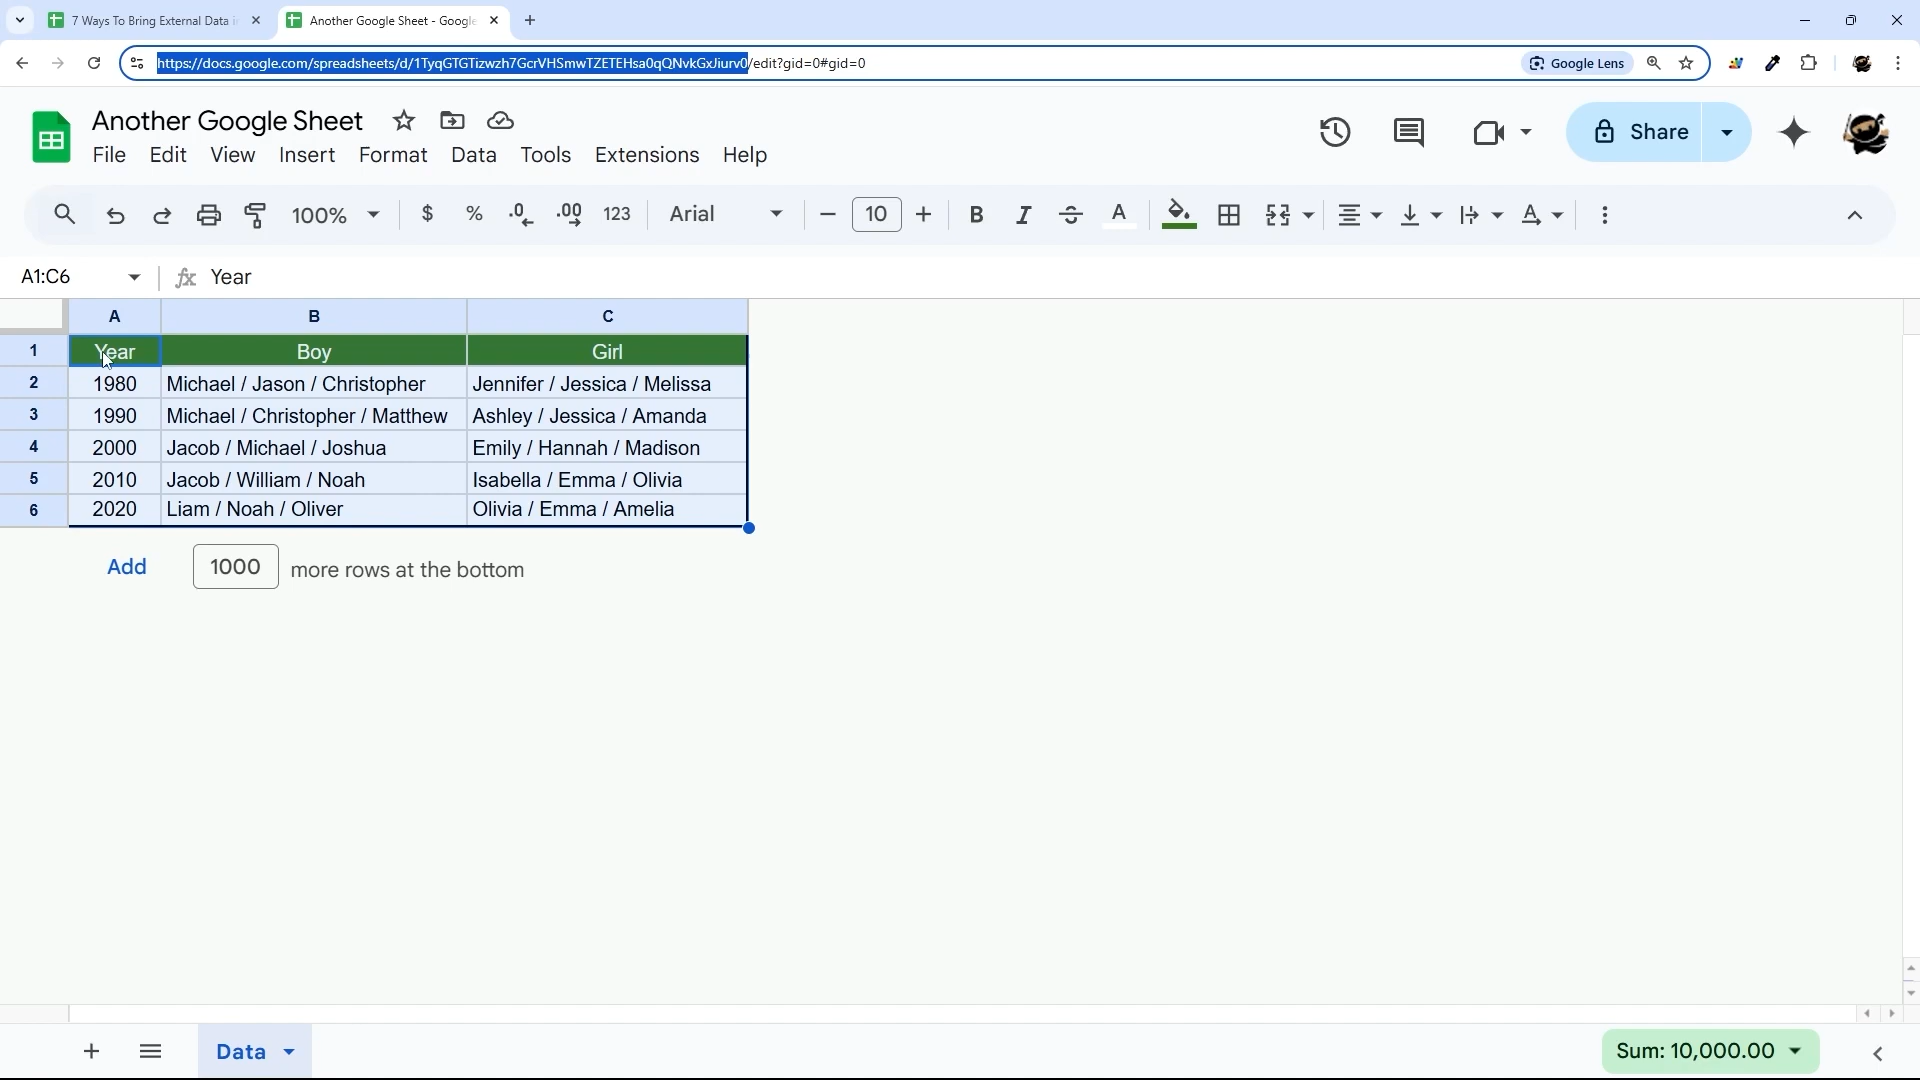 7 Ways To Bring External Data i
Another Google Sheet - Google
https://docs.google.com/spreadsheets/d/1TyqGTGTizwzh7GcrVHSmwTZETEHsa0qQNvkGxJiurv0/edit?gid=0#gid=0
Google Lens
Another Google Sheet
File Edit View Insert Format Data Tools Extensions Help
Share
100% $ % .0 .00 123 Arial 10 B I S A A
A1:C6 fx Year
A B C
1 Year Boy Girl
2 1980 Michael / Jason / Christopher Jennifer / Jessica / Melissa
3 1990 Michael / Christopher / Matthew Ashley / Jessica / Amanda
4 2000 Jacob / Michael / Joshua Emily / Hannah / Madison
5 2010 Jacob / William / Noah Isabella / Emma / Olivia
6 2020 Liam / Noah / Oliver Olivia / Emma / Amelia
Add 1000 more rows at the bottom
Data
Sum: 10,000.00